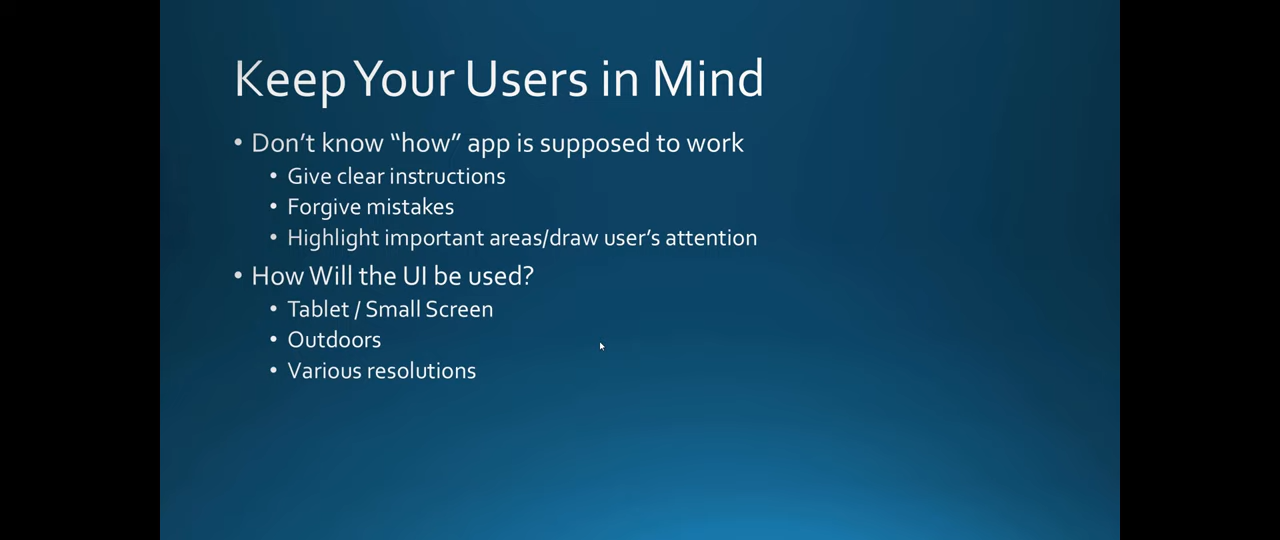 Keep Your Users in Mind
• Don’t know “how” app is supposed to work
• Give clear instructions
• Forgive mistakes
• Highlight important areas/draw user’s attention
• How Will the UI be used?
• Tablet / Small Screen
• Outdoors
• Various resolutions